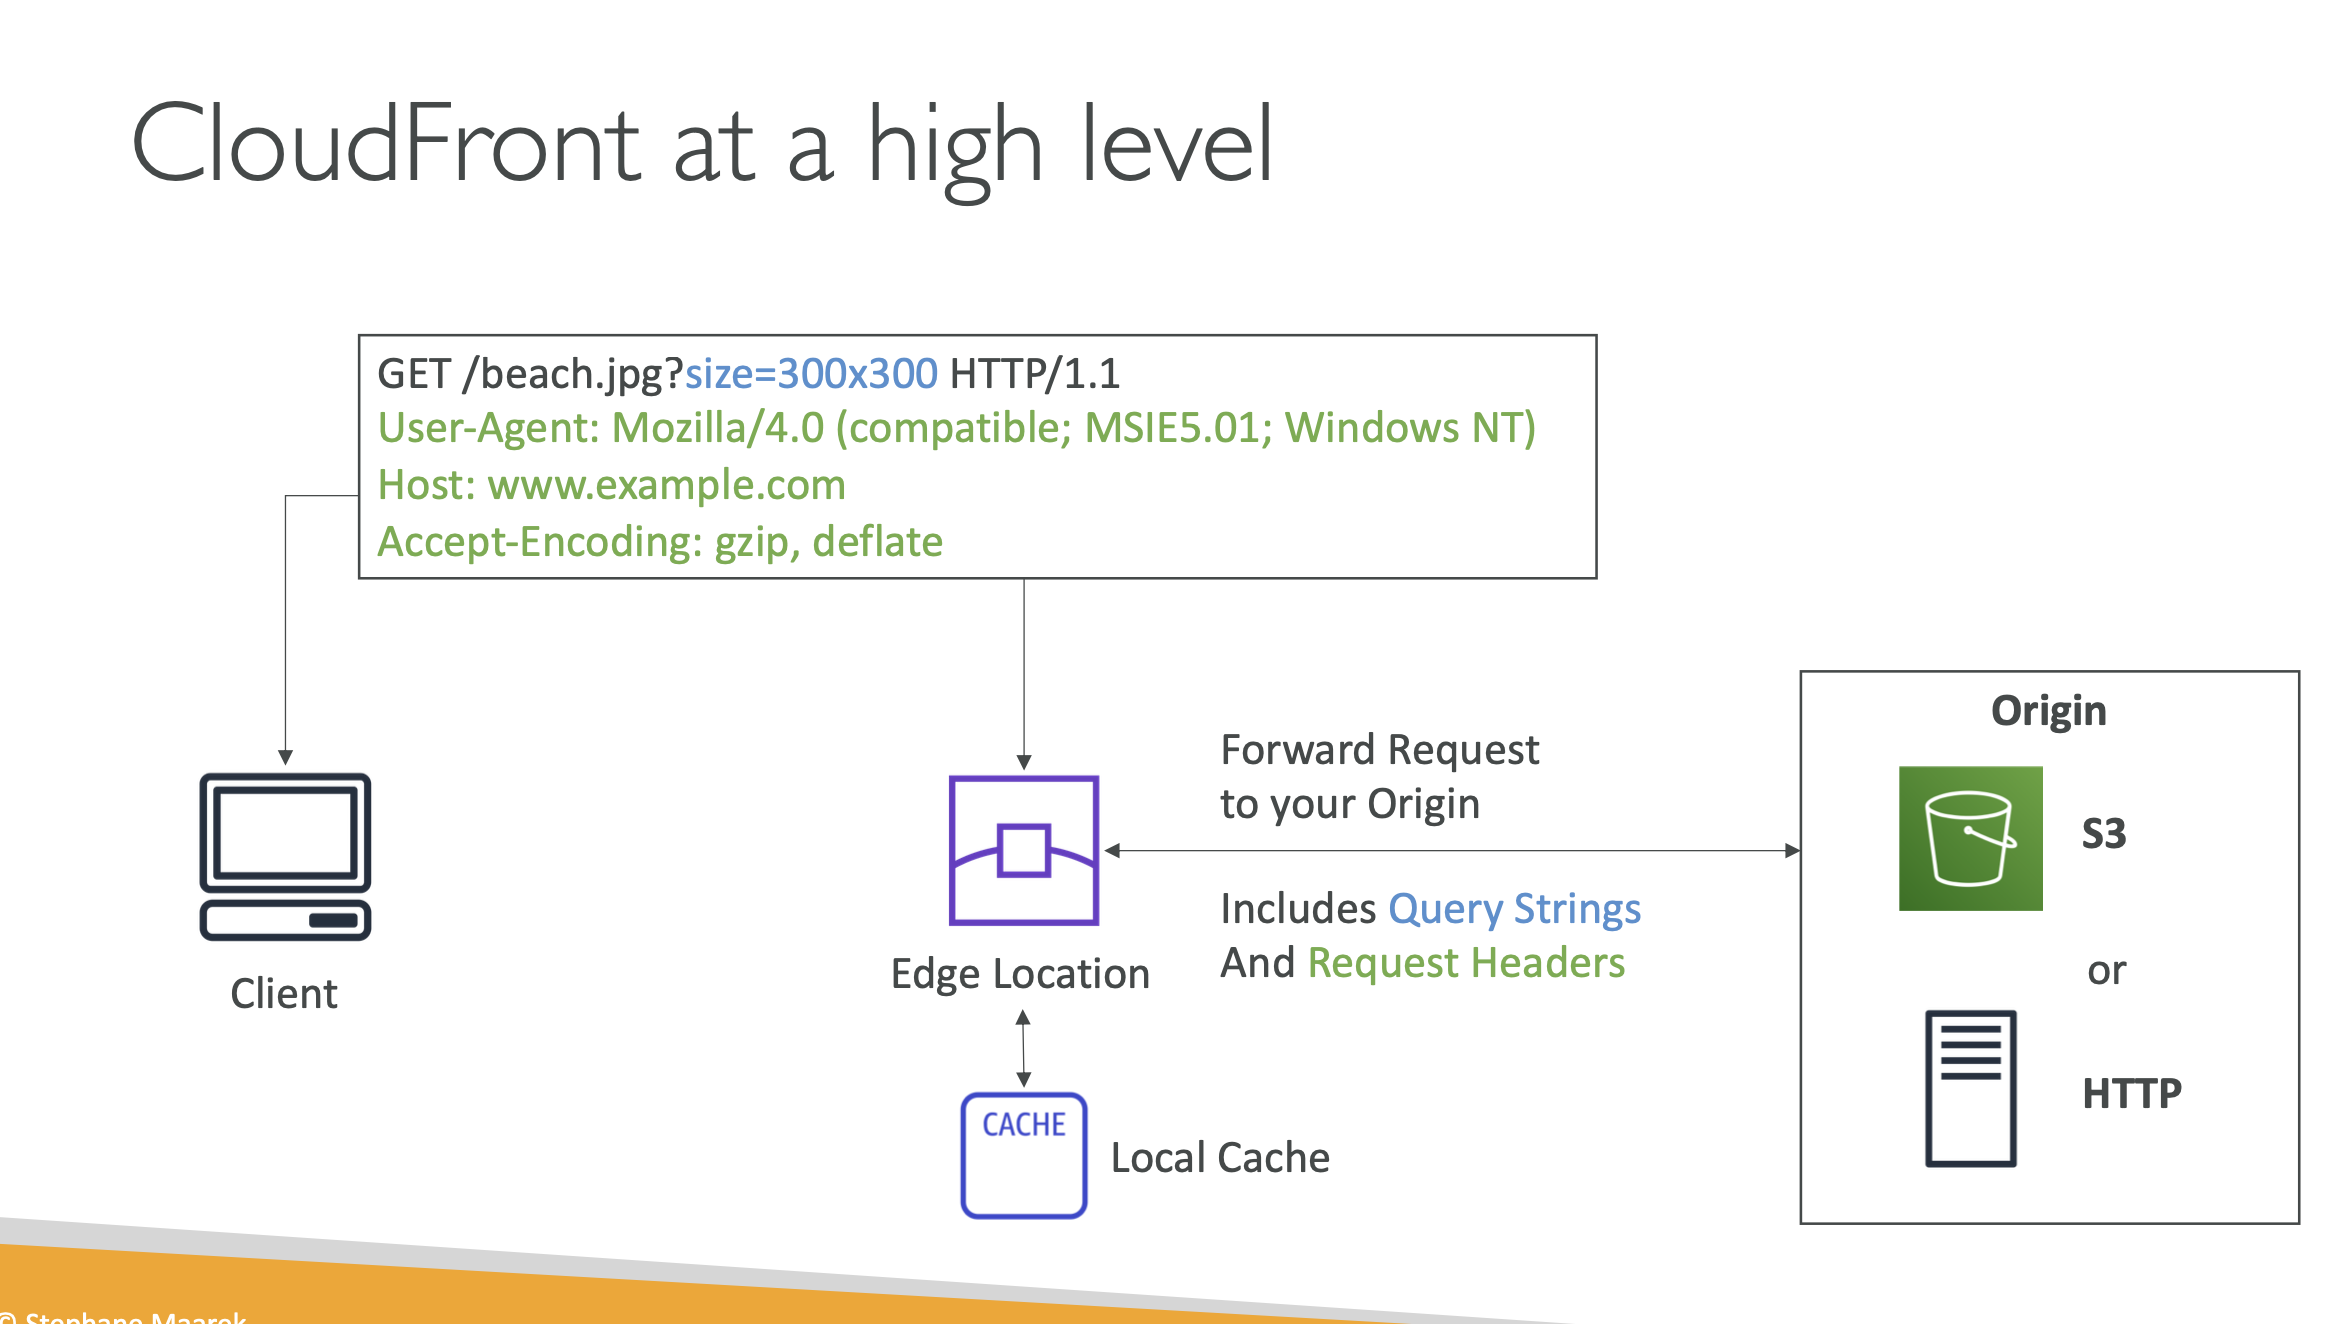 CloudFront at a high level
GET /beach.jpg?size=300x300 HTTP/1.1
User-Agent: Mozilla/4.0 (compatible; MSIE5.01; Windows NT)
Host: www.example.com
Accept-Encoding: gzip, deflate
Client
Edge Location
CACHE
Local Cache
Forward Request
to your Origin
Includes Query Strings
And Request Headers
Origin
S3
or
HTTP
© Stephane Maarek